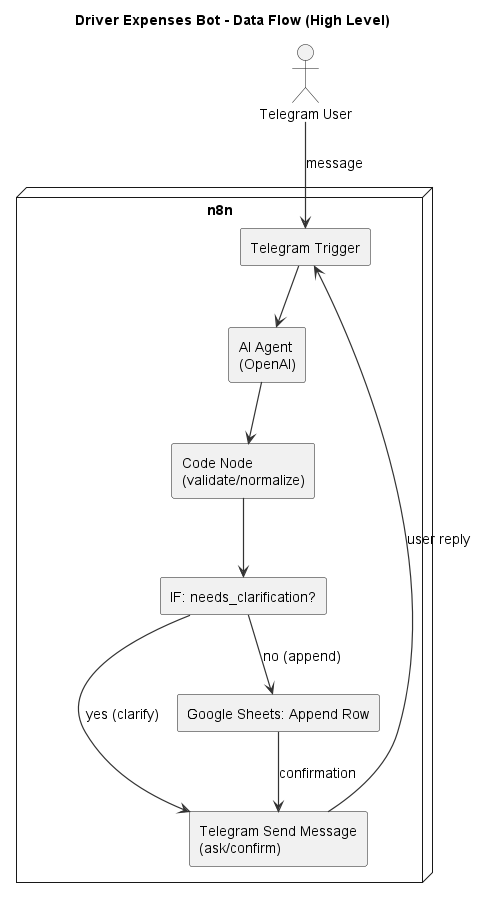 Driver Expenses Bot - Data Flow (High Level)
Telegram User
message
n8n
Telegram Trigger
AI Agent
(OpenAI)
Code Node
(validate/normalize)
user reply
IF: needs_clarification?
no (append)
yes (clarify)
Google Sheets: Append Row
confirmation
Telegram Send Message
(ask/confirm)